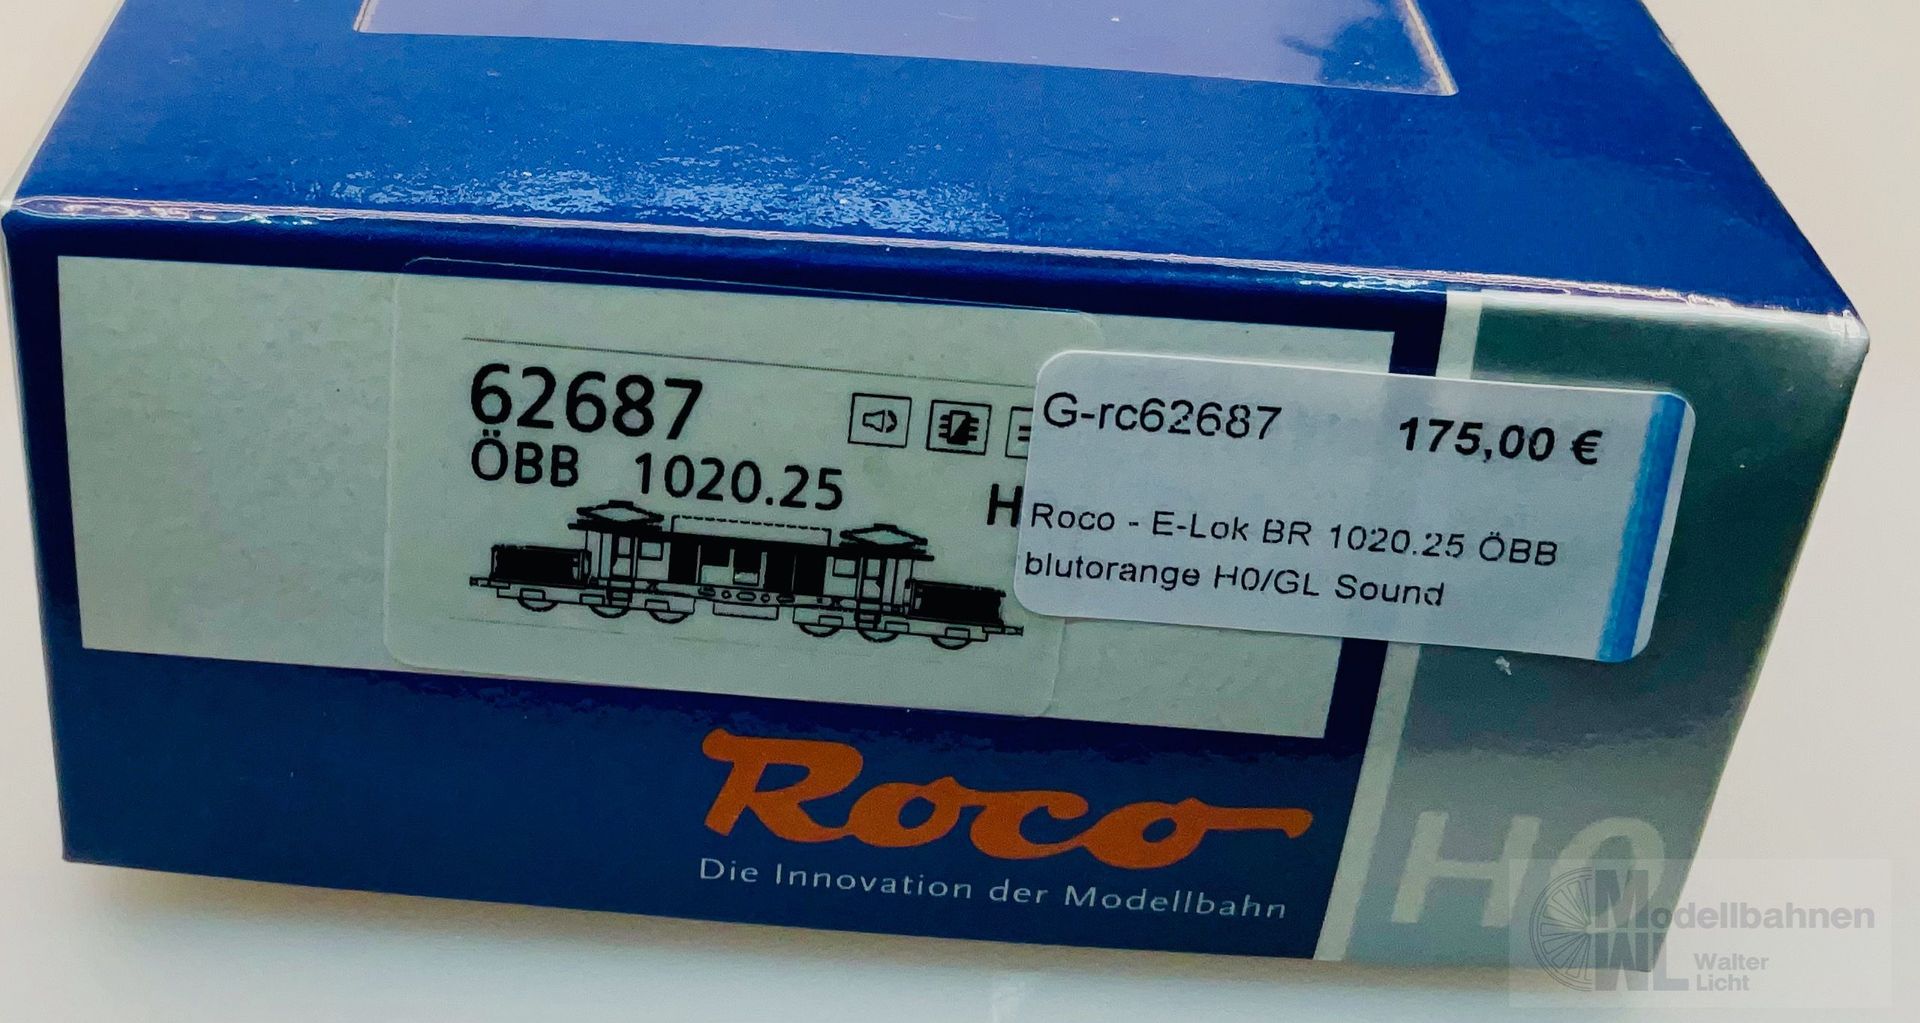 62687
ÖBB 1020.25
H
G-rc62687 175,00 €
Roco - E-Lok BR 1020.25 ÖBB
blutorange H0/GL Sound
Roco
Die Innovation der Modellbahn
H0
Modellbahnen
WL Walter
Licht